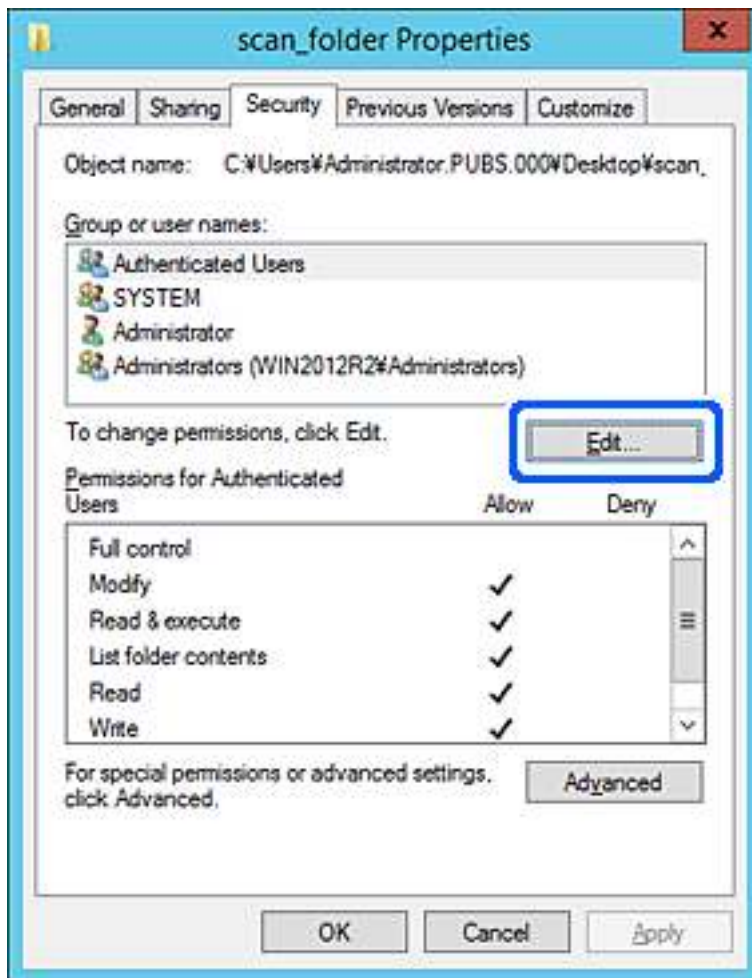 scan_folder Properties
General Sharing Security Previous Versions Customize
Object name: C:¥Users¥Administrator.PUBS.000¥Desktop¥scan_
Group or user names:
Authenticated Users
SYSTEM
Administrator
Administrators (WIN2012R2¥Administrators)
To change permissions, click Edit.
Edit...
Permissions for Authenticated
Users Allow Deny
Full control
Modify
Read & execute
List folder contents
Read
Write
For special permissions or advanced settings,
click Advanced.
Advanced
OK Cancel Apply